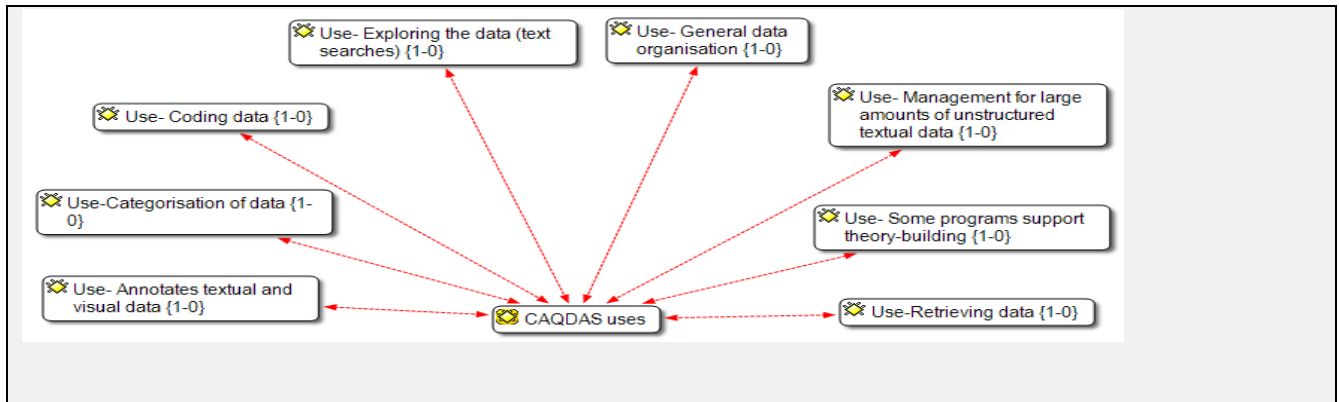 Use- Exploring the data (text
searches) {1-0}
Use- General data
organisation {1-0}
Use- Management for large
amounts of unstructured
textual data {1-0}
Use- Coding data {1-0}
Use-Categorisation of data {1-
0}
Use- Some programs support
theory-building {1-0}
Use- Annotates textual and
visual data {1-0}
CAQDAS uses
Use-Retrieving data {1-0}